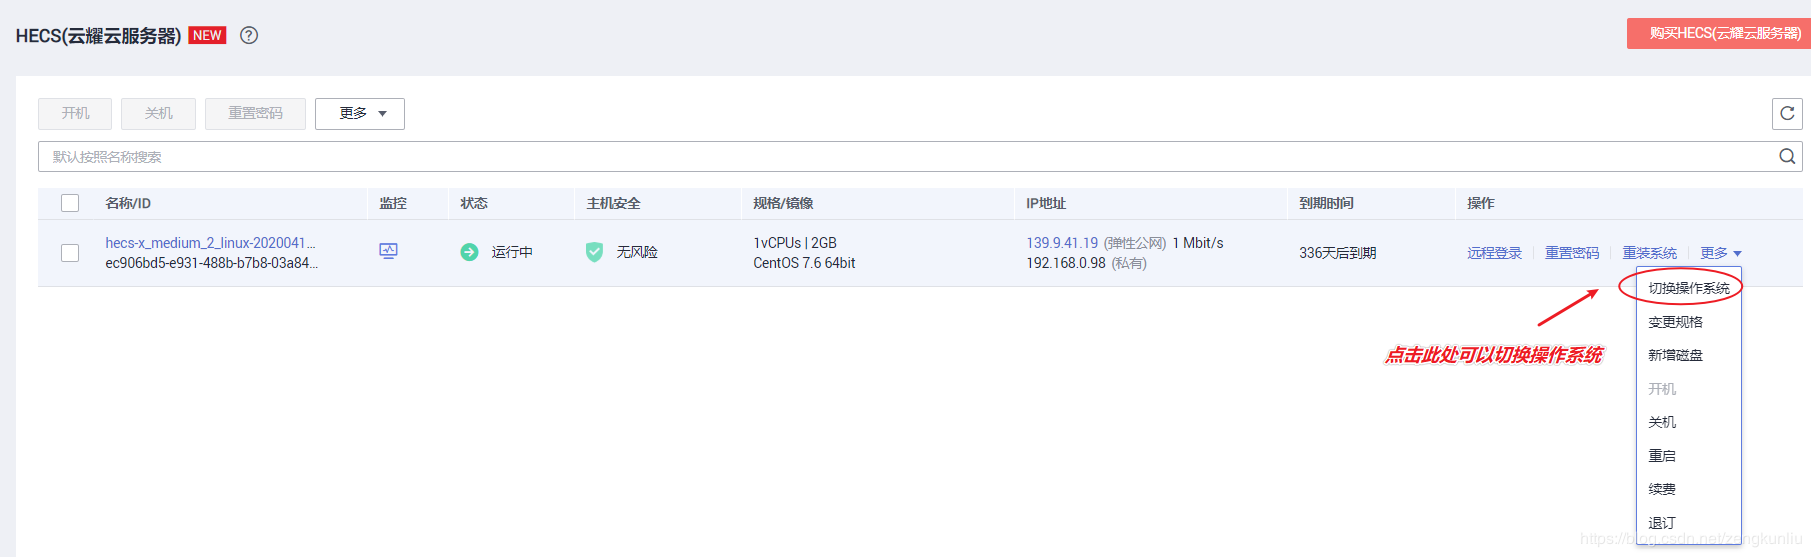 HECS(云耀云服务器) NEW ?
购买HECS(云耀云服务器)
开机 关机 重置密码 更多
默认按照名称搜索
名称/ID 监控 状态 主机安全 规格/镜像 IP地址 到期时间 操作
hecs-x_medium_2_linux-2020041... 运行中 无风险 1vCPUs | 2GB 139.9.41.19 (弹性公网) 1 Mbit/s 336天后到期 远程登录 重置密码 重装系统 更多
ec906bd5-e931-488b-b7b8-03a84... CentOS 7.6 64bit 192.168.0.98 (私有)
切换操作系统
变更规格
点击此处可以切换操作系统
新增磁盘
开机
关机
重启
续费
退订
https://blog.csdn.net/zengkunliu